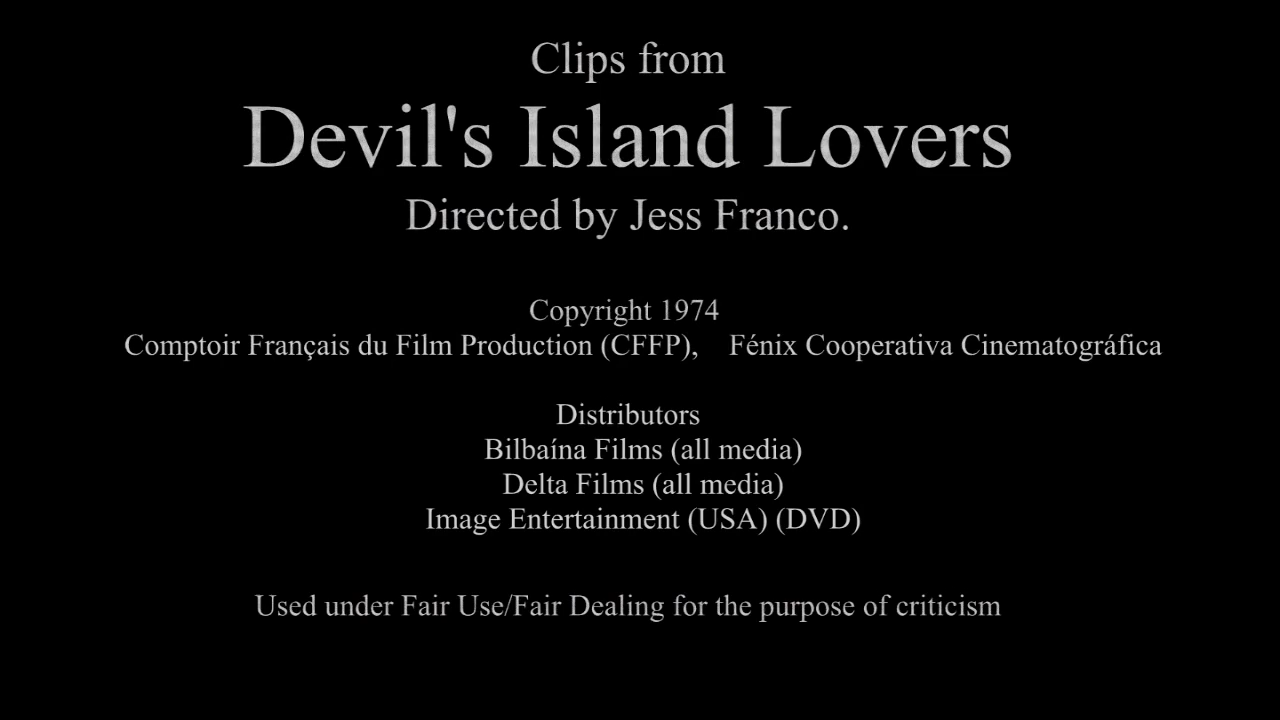 Clips from
Devil's Island Lovers
Directed by Jess Franco.
Copyright 1974
Comptoir Français du Film Production (CFFP), Fénix Cooperativa Cinematográfica
Distributors
Bilbaína Films (all media)
Delta Films (all media)
Image Entertainment (USA) (DVD)
Used under Fair Use/Fair Dealing for the purpose of criticism